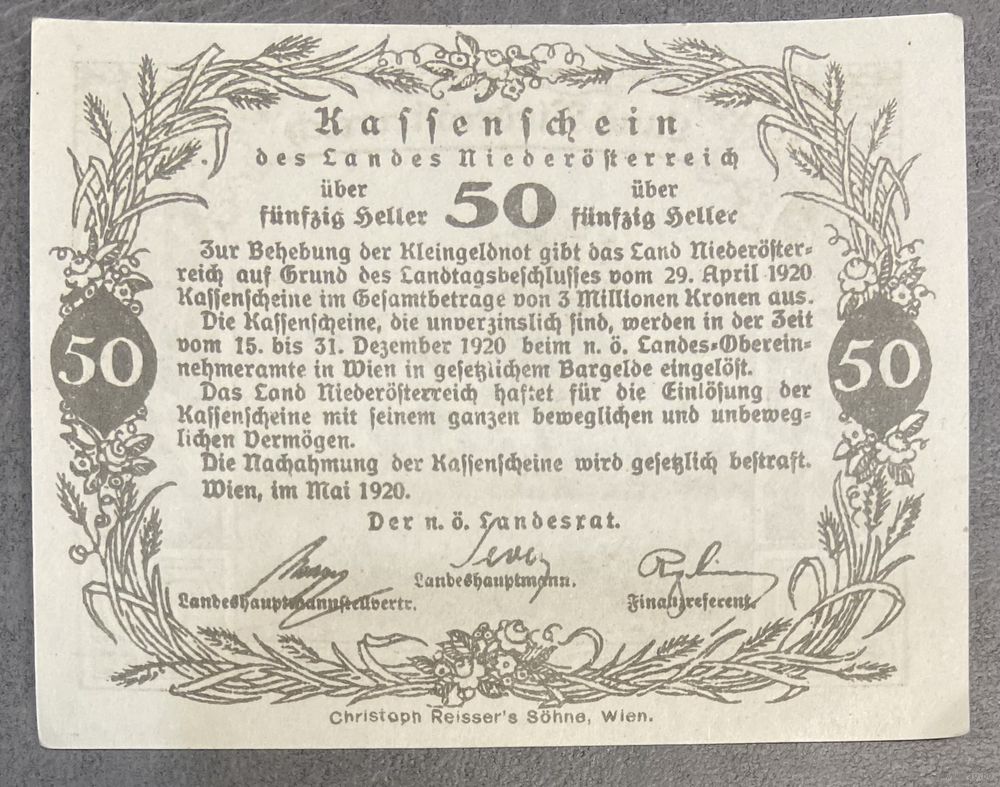 Kassenschein
des Landes Niederösterreich
über 50 über
fünfzig Heller fünfzig Heller
Zur Behebung der Kleingeldnot gibt das Land Niederöster-
reich auf Grund des Landtagsbeschlusses vom 29. April 1920
Kassenscheine im Gesamtbetrage von 3 Millionen Kronen aus.
Die Kassenscheine, die unverzinslich sind, werden in der Zeit
vom 15. bis 31. Dezember 1920 beim n. ö. Landes-Oberein-
nehmeramte in Wien in gesetzlichem Bargelde eingelöst.
Das Land Niederösterreich haftet für die Einlösung der
Kassenscheine mit seinem ganzen beweglichen und unbeweg-
lichen Vermögen.
Die Nachahmung der Kassenscheine wird gesetzlich bestraft.
Wien, im Mai 1920.
50 50
Der n. ö. Landesrat.
Sever
Landeshauptmann.
Landeshauptmannstellvertr. Finanzreferent.
Christoph Reisser's Söhne, Wien.